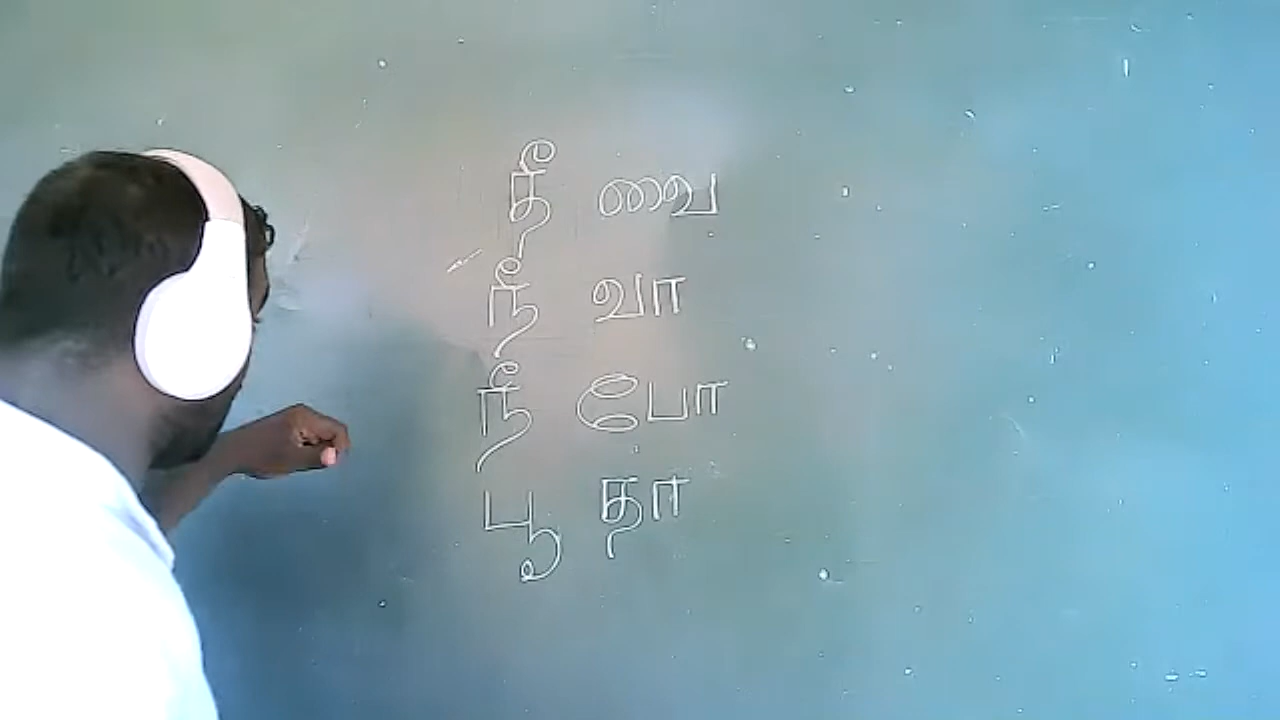 தீ வை
நீ வா
நீ போ
பூ தா